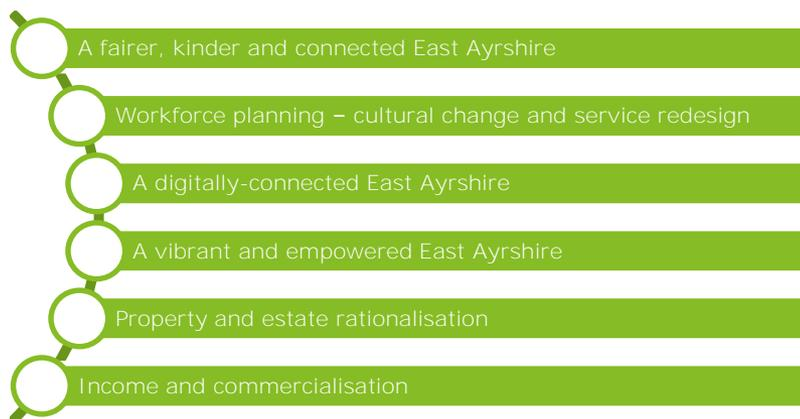 A fairer, kinder and connected East Ayrshire
Workforce planning – cultural change and service redesign
A digitally-connected East Ayrshire
A vibrant and empowered East Ayrshire
Property and estate rationalisation
Income and commercialisation